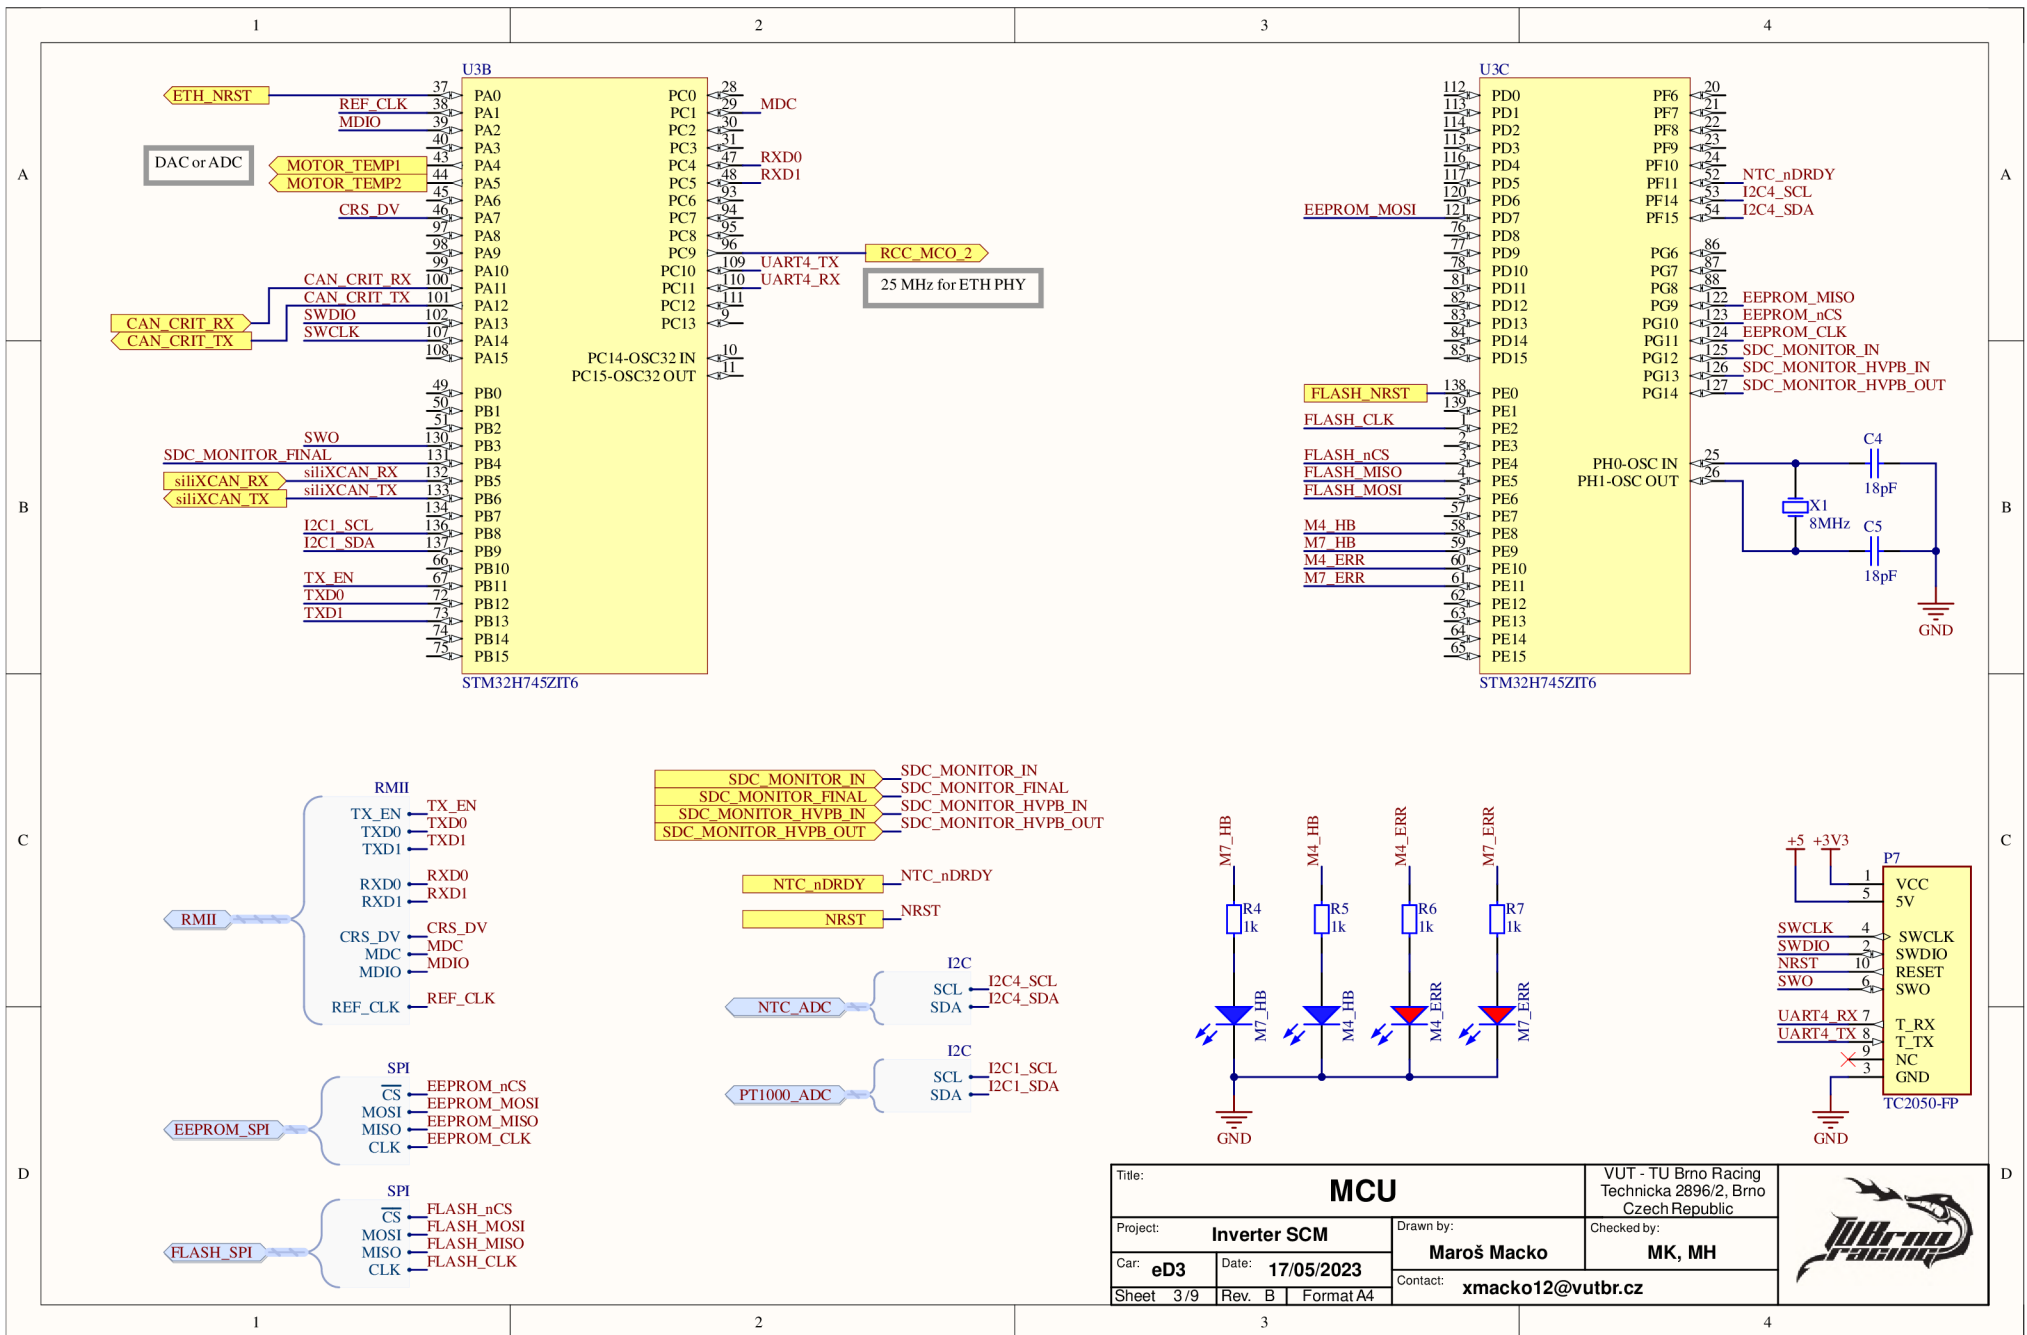 1 2 3 4
A
B
C
D
U3B
ETH_NRST 37 PA0
REF_CLK 38 PA1
MDIO 39 PA2
40 PA3
MOTOR_TEMP1 43 PA4
MOTOR_TEMP2 44 PA5
45 PA6
CRS_DV 46 PA7
97 PA8
98 PA9
99 PA10
CAN_CRIT_RX 100 PA11
CAN_CRIT_TX 101 PA12
SWDIO 102 PA13
SWCLK 107 PA14
108 PA15
CAN_CRIT_RX
CAN_CRIT_TX
DAC or ADC
49 PB0
50 PB1
51 PB2
SWO 130 PB3
SDC_MONITOR_FINAL 131 PB4
siliXCAN_RX siliXCAN_RX 132 PB5
siliXCAN_TX siliXCAN_TX 133 PB6
134 PB7
I2C1_SCL 136 PB8
I2C1_SDA 137 PB9
66 PB10
TX_EN 67 PB11
TXD0 72 PB12
TXD1 73 PB13
74 PB14
75 PB15
PC0 28
PC1 29 MDC
PC2 30
PC3 31
PC4 47 RXD0
PC5 48 RXD1
PC6 93
PC7 94
PC8 95
PC9 96 RCC_MCO_2
PC10 109 UART4_TX
PC11 110 UART4_RX
PC12 111
PC13 9
PC14-OSC32 IN 10
PC15-OSC32 OUT 11
25 MHz for ETH PHY
STM32H745ZIT6
U3C
112 PD0
113 PD1
114 PD2
115 PD3
116 PD4
117 PD5
120 PD6
EEPROM_MOSI 121 PD7
76 PD8
77 PD9
78 PD10
81 PD11
82 PD12
83 PD13
84 PD14
85 PD15
FLASH_NRST 138 PE0
139 PE1
FLASH_CLK 1 PE2
2 PE3
FLASH_nCS 3 PE4
FLASH_MISO 4 PE5
FLASH_MOSI 5 PE6
57 PE7
M4_HB 58 PE8
M7_HB 59 PE9
M4_ERR 60 PE10
M7_ERR 61 PE11
62 PE12
63 PE13
64 PE14
65 PE15
PF6 20
PF7 21
PF8 22
PF9 23
PF10 24
PF11 52 NTC_nDRDY
PF14 53 I2C4_SCL
PF15 54 I2C4_SDA
PG6 86
PG7 87
PG8 88
PG9 122 EEPROM_MISO
PG10 123 EEPROM_nCS
PG11 124 EEPROM_CLK
PG12 125 SDC_MONITOR_IN
PG13 126 SDC_MONITOR_HVPB_IN
PG14 127 SDC_MONITOR_HVPB_OUT
PH0-OSC IN 25
PH1-OSC OUT 26
C4
18pF
X1
8MHz
C5
18pF
GND
STM32H745ZIT6
RMII
RMII
TX_EN TX_EN
TXD0 TXD0
TXD1 TXD1
RXD0 RXD0
RXD1 RXD1
CRS_DV CRS_DV
MDC MDC
MDIO MDIO
REF_CLK REF_CLK
SPI
EEPROM_SPI
CS EEPROM_nCS
MOSI EEPROM_MOSI
MISO EEPROM_MISO
CLK EEPROM_CLK
SPI
FLASH_SPI
CS FLASH_nCS
MOSI FLASH_MOSI
MISO FLASH_MISO
CLK FLASH_CLK
SDC_MONITOR_IN SDC_MONITOR_IN
SDC_MONITOR_FINAL SDC_MONITOR_FINAL
SDC_MONITOR_HVPB_IN SDC_MONITOR_HVPB_IN
SDC_MONITOR_HVPB_OUT SDC_MONITOR_HVPB_OUT
NTC_nDRDY NTC_nDRDY
NRST NRST
I2C
NTC_ADC
SCL I2C4_SCL
SDA I2C4_SDA
I2C
PT1000_ADC
SCL I2C1_SCL
SDA I2C1_SDA
M7_HB M4_HB M4_ERR M7_ERR
R4 R5 R6 R7
1k 1k 1k 1k
M7_HB M4_HB M4_ERR M7_ERR
GND
+5 +3V3
P7
1 VCC
5 5V
SWCLK 4 SWCLK
SWDIO 2 SWDIO
NRST 10 RESET
SWO 6 SWO
UART4_RX 7 T_RX
UART4_TX 8 T_TX
9 NC
3 GND
TC2050-FP
GND
Title:
MCU
VUT - TU Brno Racing
Technicka 2896/2, Brno
Czech Republic
Project:
Inverter SCM
Drawn by:
Maroš Macko
Checked by:
MK, MH
Car: eD3
Date: 17/05/2023
Contact: xmacko12@vutbr.cz
Sheet 3/9 Rev. B Format A4
TU Brno
racing
A
B
C
D
1 2 3 4